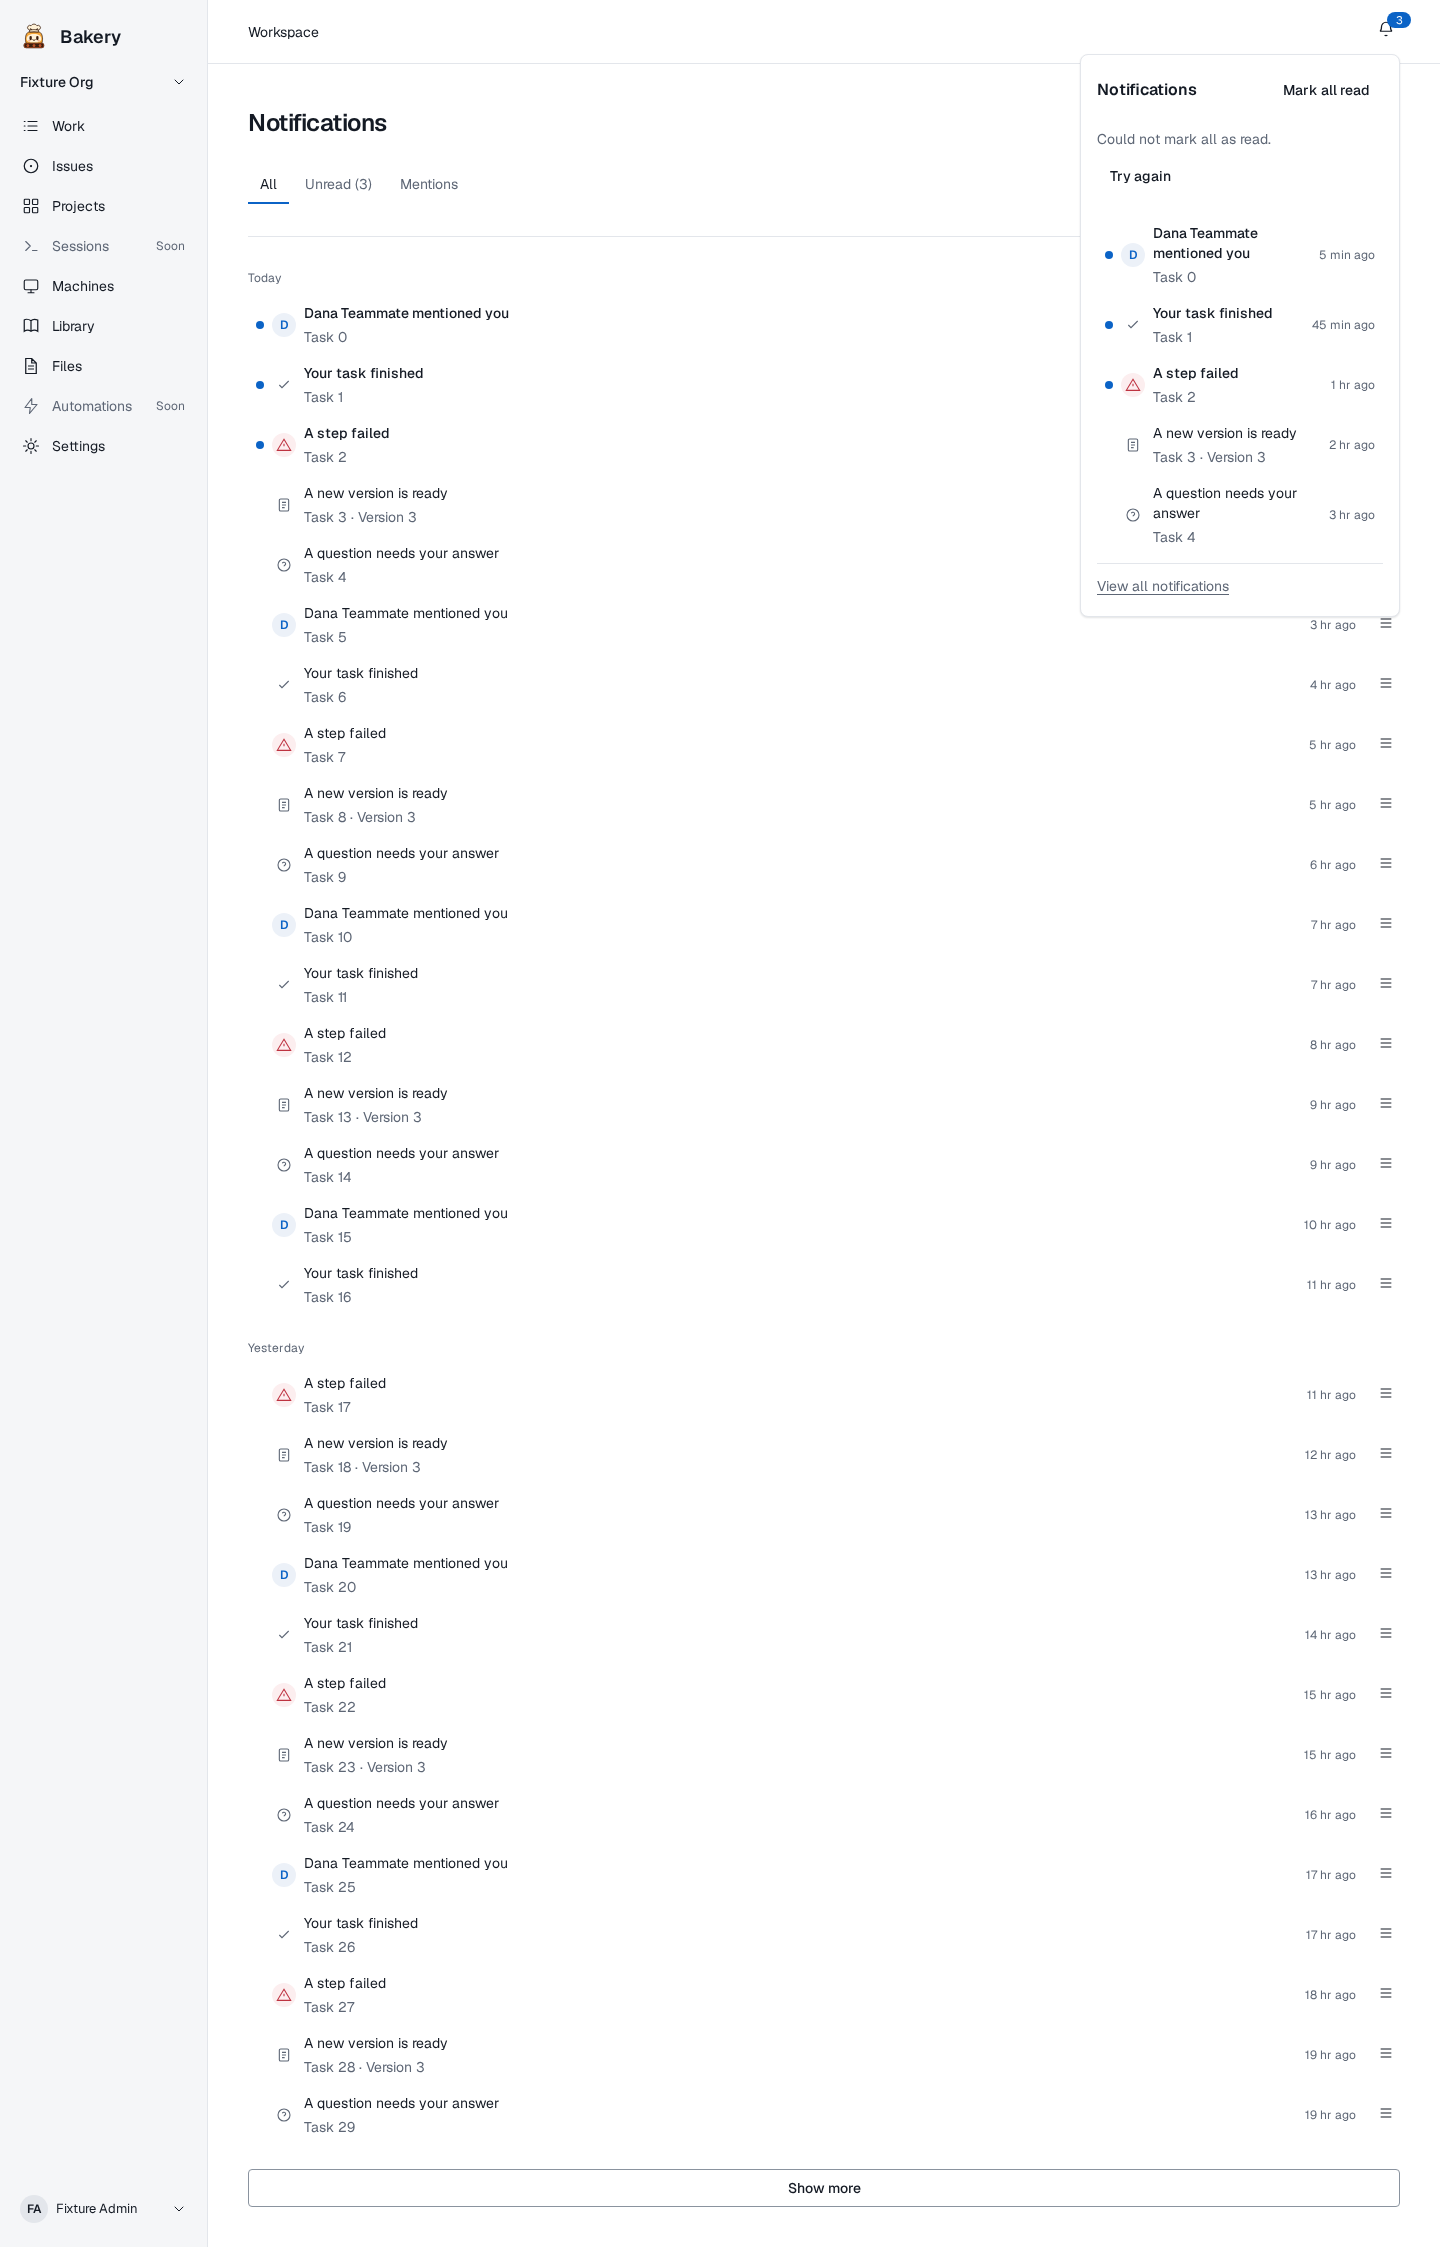 Bakery
Fixture Org
Work
Issues
Projects
Sessions Soon
Machines
Library
Files
Automations Soon
Settings
FA Fixture Admin
Workspace
3
Notifications
All Unread (3) Mentions
Today
D Dana Teammate mentioned you
Task 0
Your task finished
Task 1
A step failed
Task 2
A new version is ready
Task 3 · Version 3
A question needs your answer
Task 4
D Dana Teammate mentioned you
Task 5
3 hr ago
Your task finished
Task 6
4 hr ago
A step failed
Task 7
5 hr ago
A new version is ready
Task 8 · Version 3
5 hr ago
A question needs your answer
Task 9
6 hr ago
D Dana Teammate mentioned you
Task 10
7 hr ago
Your task finished
Task 11
7 hr ago
A step failed
Task 12
8 hr ago
A new version is ready
Task 13 · Version 3
9 hr ago
A question needs your answer
Task 14
9 hr ago
D Dana Teammate mentioned you
Task 15
10 hr ago
Your task finished
Task 16
11 hr ago
Yesterday
A step failed
Task 17
11 hr ago
A new version is ready
Task 18 · Version 3
12 hr ago
A question needs your answer
Task 19
13 hr ago
D Dana Teammate mentioned you
Task 20
13 hr ago
Your task finished
Task 21
14 hr ago
A step failed
Task 22
15 hr ago
A new version is ready
Task 23 · Version 3
15 hr ago
A question needs your answer
Task 24
16 hr ago
D Dana Teammate mentioned you
Task 25
17 hr ago
Your task finished
Task 26
17 hr ago
A step failed
Task 27
18 hr ago
A new version is ready
Task 28 · Version 3
19 hr ago
A question needs your answer
Task 29
19 hr ago
Show more
Notifications Mark all read
Could not mark all as read.
Try again
D Dana Teammate
mentioned you
Task 0
5 min ago
Your task finished
Task 1
45 min ago
A step failed
Task 2
1 hr ago
A new version is ready
Task 3 · Version 3
2 hr ago
A question needs your
answer
Task 4
3 hr ago
View all notifications